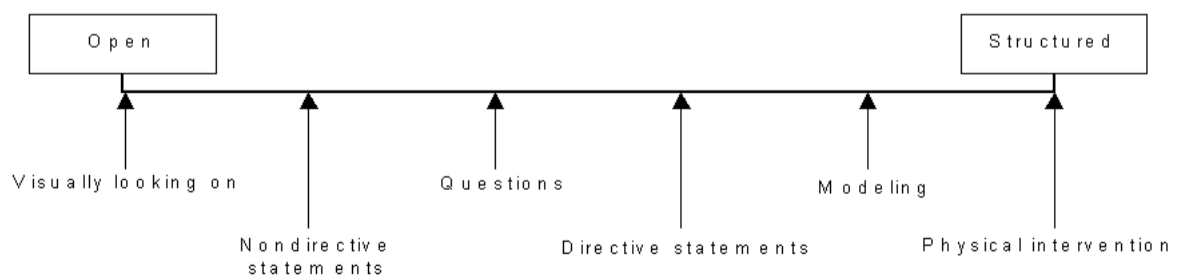 Open
Structured
Visually looking on
Questions
Modeling
Nondirective
statements
Directive statements
Physical intervention